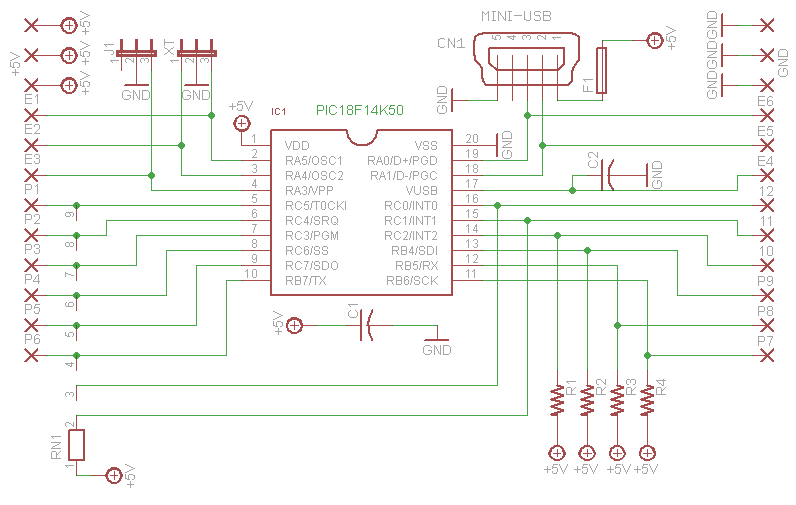 MINI-USB
+5V
J1
XT
CN1
5 4 3 2 1
+5V
GND
+5V
GND
1 2 3
1 2 3
F1
GND
GND
+5V
GND
GND
GND
GND
E1
+5V
IC1
PIC18F14K50
E6
E2
1 VDD
VSS 20
GND
E5
E3
2 RA5/OSC1
RA0/D+/PGD 19
C2
E4
3 RA4/OSC2
RA1/D-/PGC 18
GND
P1
4 RA3/VPP
VUSB 17
12
5 RC5/T0CKI
RC0/INT0 16
P2
9
6 RC4/SRQ
RC1/INT1 15
11
7 RC3/PGM
RC2/INT2 14
P3
8
8 RC6/SS
RB4/SDI 13
10
9 RC7/SDO
RB5/RX 12
P4
7
10 RB7/TX
RB6/SCK 11
P9
P5
6
C1
P8
+5V
P6
5
GND
P7
4
3
R1
R2
R3
R4
2
RN1
1
+5V
+5V
+5V
+5V
+5V